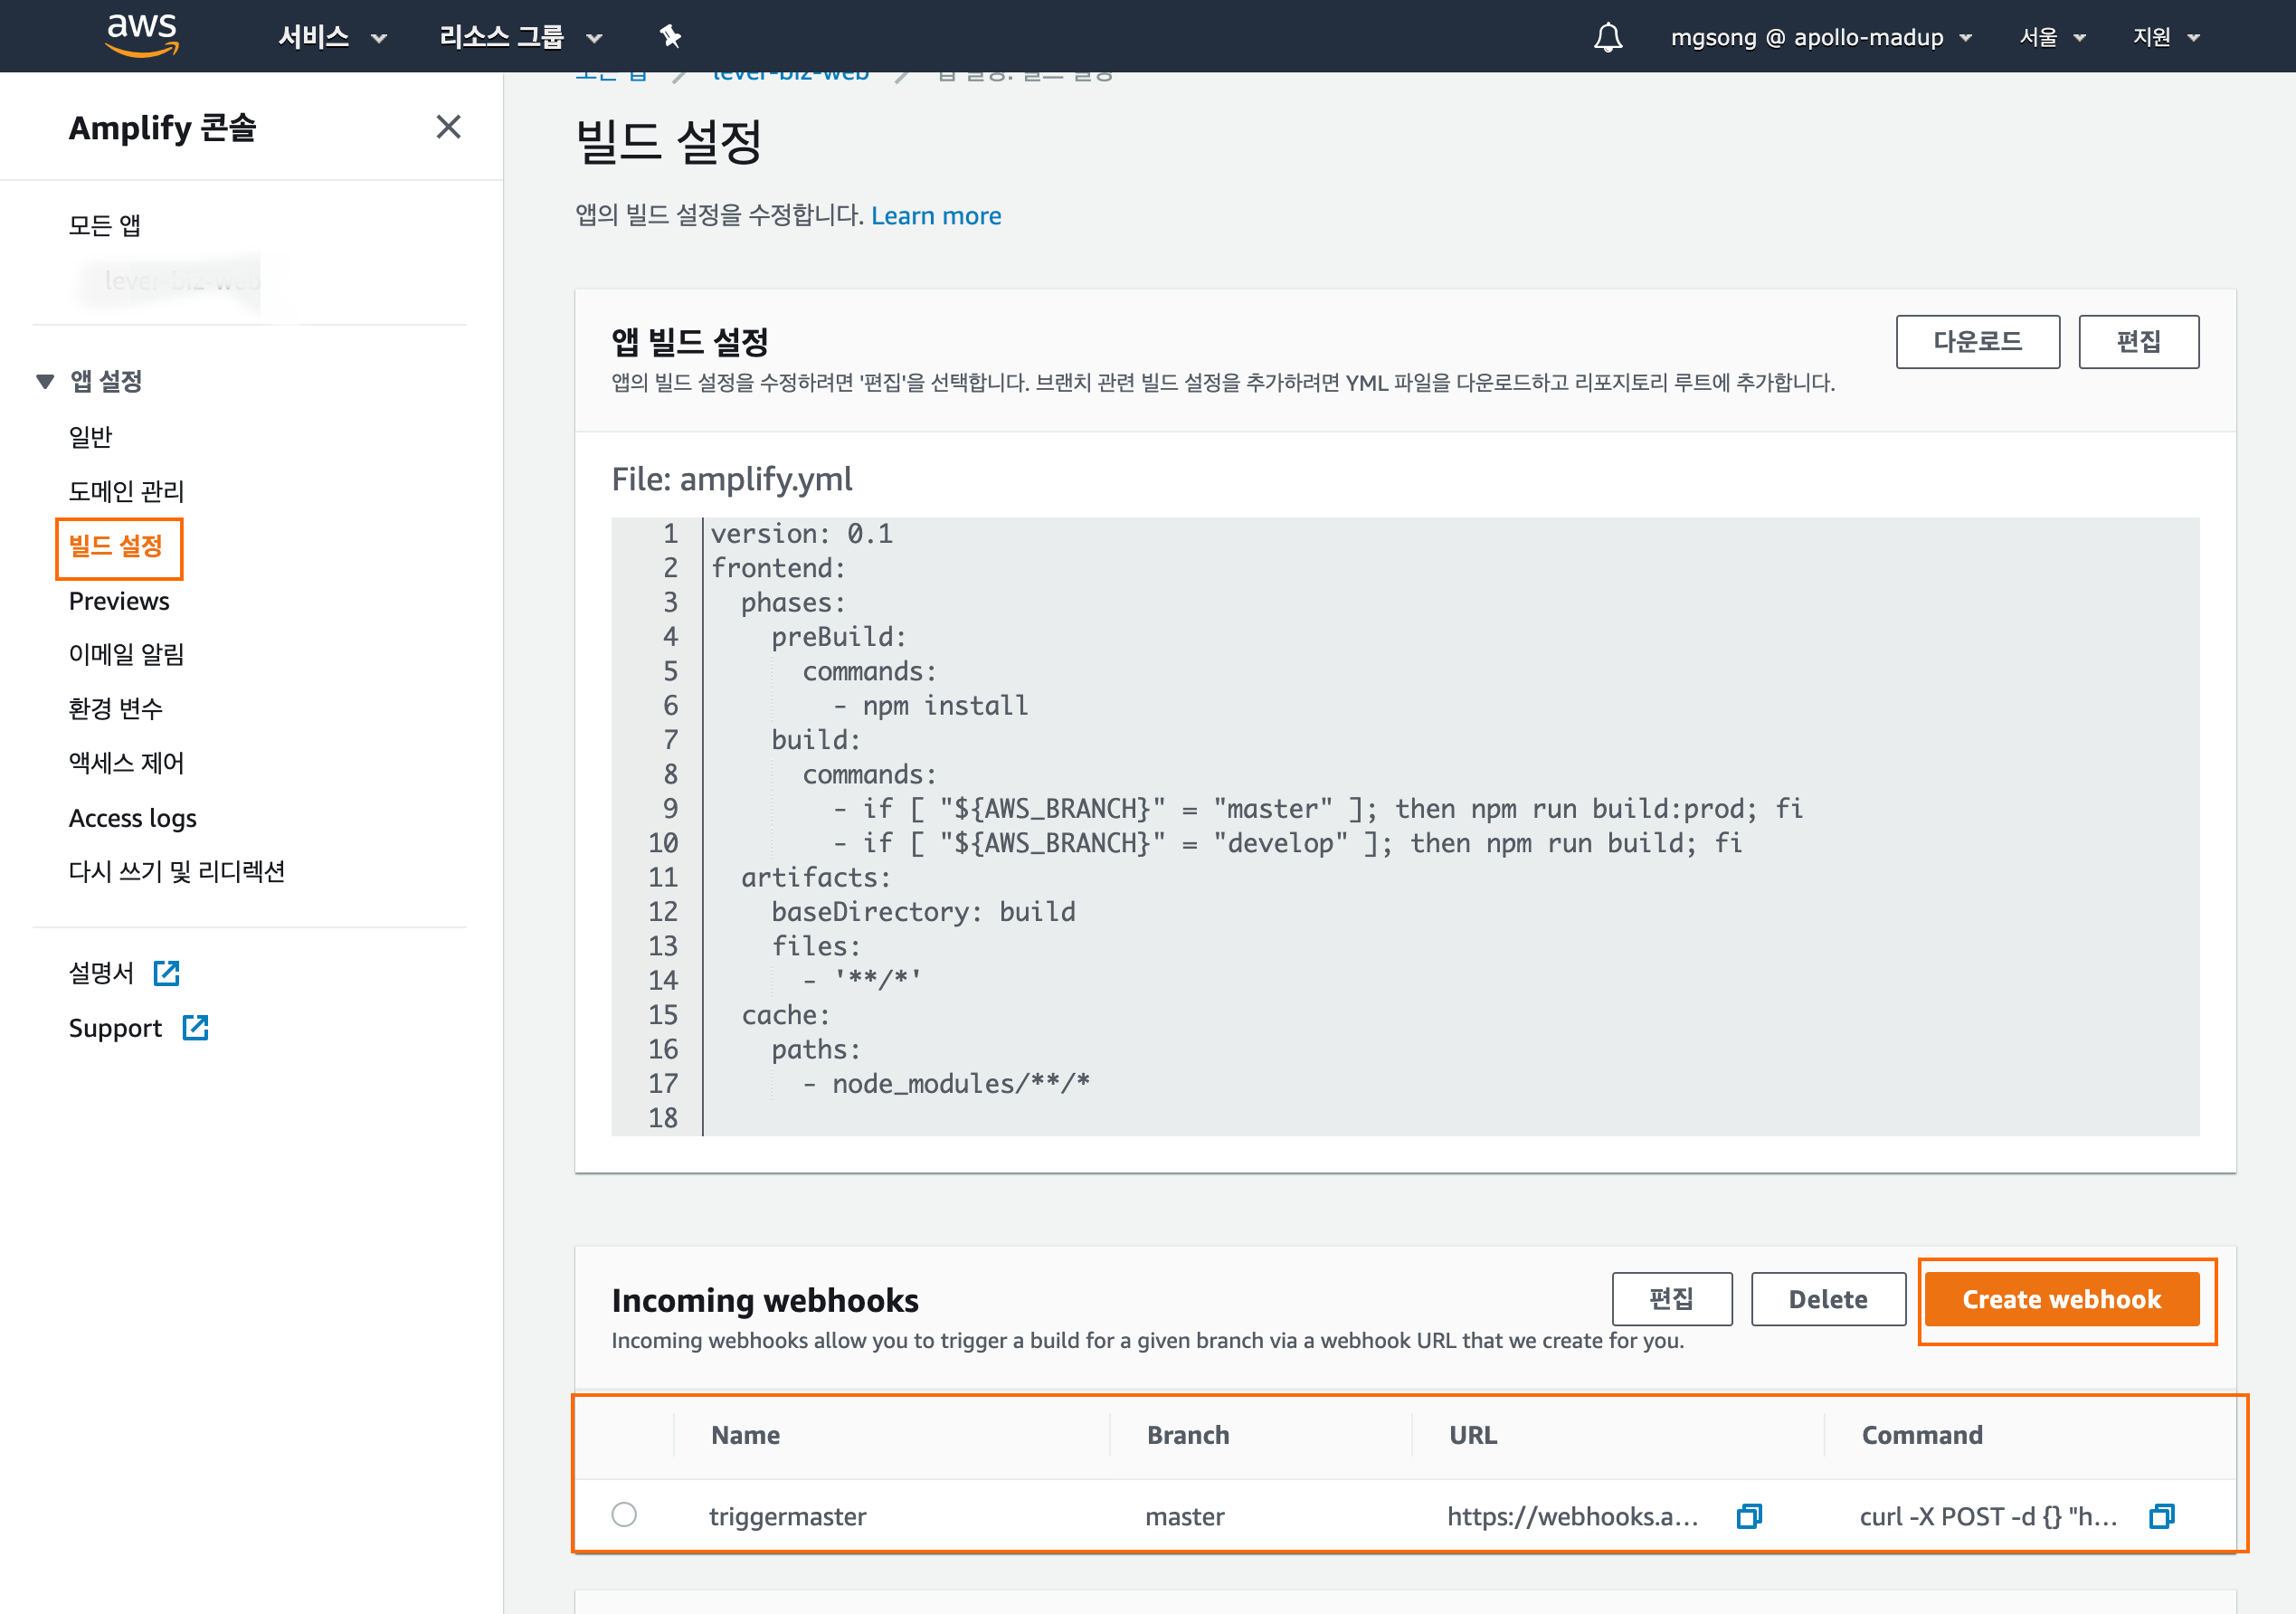 aws 서비스 리소스 그룹 mgsong @ apollo-madup 서울 지원
모든 앱 / lever-biz-web / 앱 설정: 빌드 설정
Amplify 콘솔
모든 앱
lever-biz-web
앱 설정
일반
도메인 관리
빌드 설정
Previews
이메일 알림
환경 변수
액세스 제어
Access logs
다시 쓰기 및 리디렉션
설명서
Support
빌드 설정
앱의 빌드 설정을 수정합니다. Learn more
앱 빌드 설정
다운로드 편집
앱의 빌드 설정을 수정하려면 '편집'을 선택합니다. 브랜치 관련 빌드 설정을 추가하려면 YML 파일을 다운로드하고 리포지토리 루트에 추가합니다.
File: amplify.yml
1 version: 0.1
2 frontend:
3   phases:
4     preBuild:
5       commands:
6         - npm install
7     build:
8       commands:
9         - if [ "${AWS_BRANCH}" = "master" ]; then npm run build:prod; fi
10         - if [ "${AWS_BRANCH}" = "develop" ]; then npm run build; fi
11   artifacts:
12     baseDirectory: build
13     files:
14       - '**/*'
15   cache:
16     paths:
17       - node_modules/**/*
18
Incoming webhooks
편집 Delete Create webhook
Incoming webhooks allow you to trigger a build for a given branch via a webhook URL that we create for you.
Name Branch URL Command
triggermaster master https://webhooks.a... curl -X POST -d {} "h...